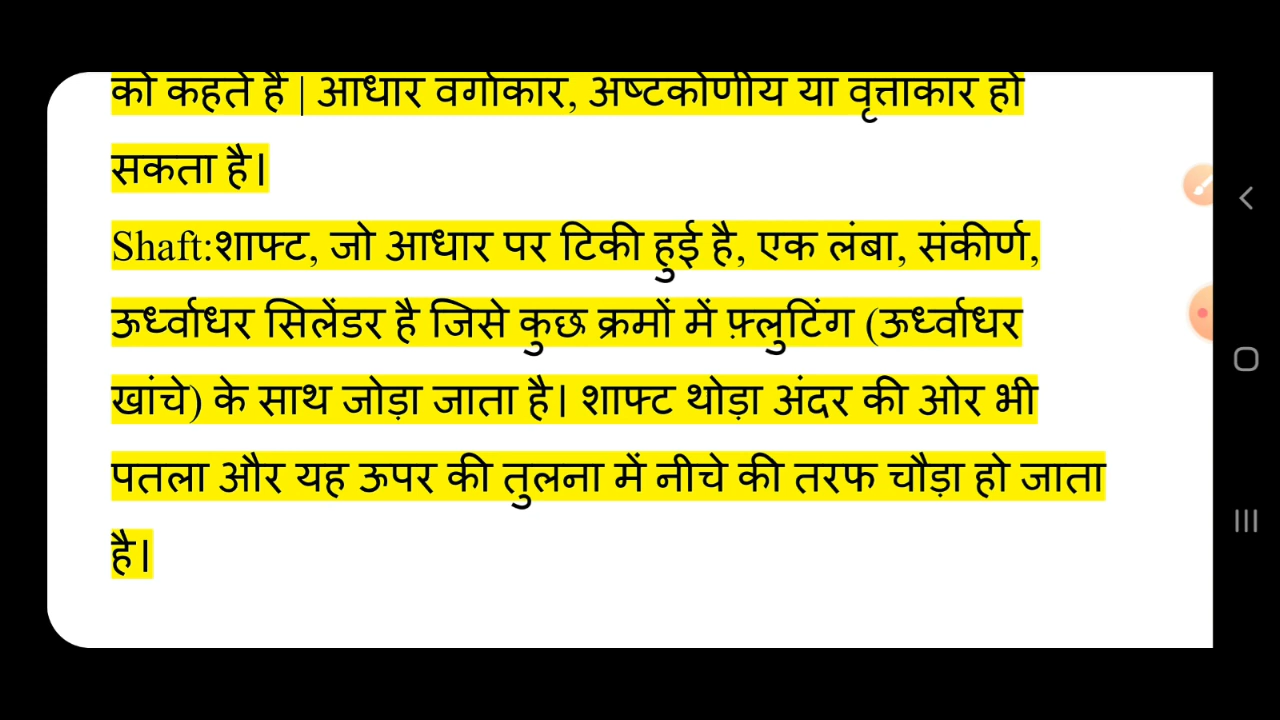 को कहते है | आधार वर्गाकार, अष्टकोणीय या वृत्ताकार हो
सकता है।
Shaft:शाफ्ट, जो आधार पर टिकी हुई है, एक लंबा, संकीर्ण,
ऊर्ध्वाधर सिलेंडर है जिसे कुछ क्रमों में फ़्लुटिंग (ऊर्ध्वाधर
खांचे) के साथ जोड़ा जाता है। शाफ्ट थोड़ा अंदर की ओर भी
पतला और यह ऊपर की तुलना में नीचे की तरफ चौड़ा हो जाता
है।